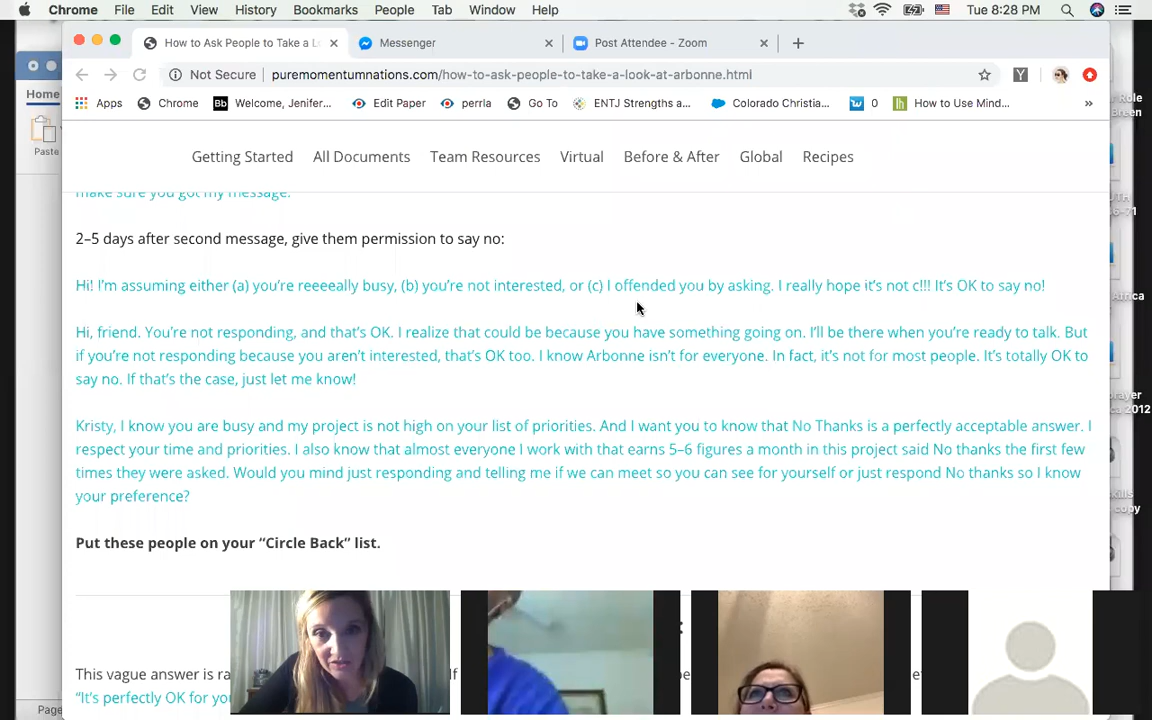 Chrome File Edit View History Bookmarks People Tab Window Help Tue 8:28 PM
How to Ask People to Take a Lo Messenger Post Attendee - Zoom
Not Secure puremomentumnations.com/how-to-ask-people-to-take-a-look-at-arbonne.html
Apps Chrome Bb Welcome, Jenifer... Edit Paper perrla Go To ENTJ Strengths a... Colorado Christia... 0 How to Use Mind... »
Home
Paste
Getting Started All Documents Team Resources Virtual Before & After Global Recipes
make sure you got my message.
2–5 days after second message, give them permission to say no:
Hi! I’m assuming either (a) you’re reeeeally busy, (b) you’re not interested, or (c) I offended you by asking. I really hope it’s not c!!! It’s OK to say no!
Hi, friend. You’re not responding, and that’s OK. I realize that could be because you have something going on. I’ll be there when you’re ready to talk. But
if you’re not responding because you aren’t interested, that’s OK too. I know Arbonne isn’t for everyone. In fact, it’s not for most people. It’s totally OK to
say no. If that’s the case, just let me know!
Kristy, I know you are busy and my project is not high on your list of priorities. And I want you to know that No Thanks is a perfectly acceptable answer. I
respect your time and priorities. I also know that almost everyone I work with that earns 5–6 figures a month in this project said No thanks the first few
times they were asked. Would you mind just responding and telling me if we can meet so you can see for yourself or just respond No thanks so I know
your preference?
Put these people on your “Circle Back” list.
This vague answer is ra
“It’s perfectly OK for you
Page
Role
Breen
Africa
prayer
a 2012
kills
copy